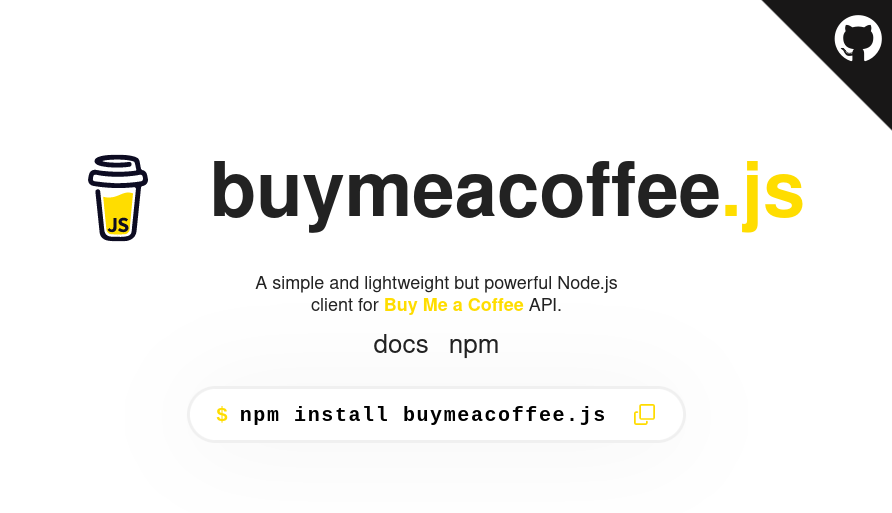 JS
buymeacoffee.js
A simple and lightweight but powerful Node.js
client for Buy Me a Coffee API.
docs npm
$ npm install buymeacoffee.js